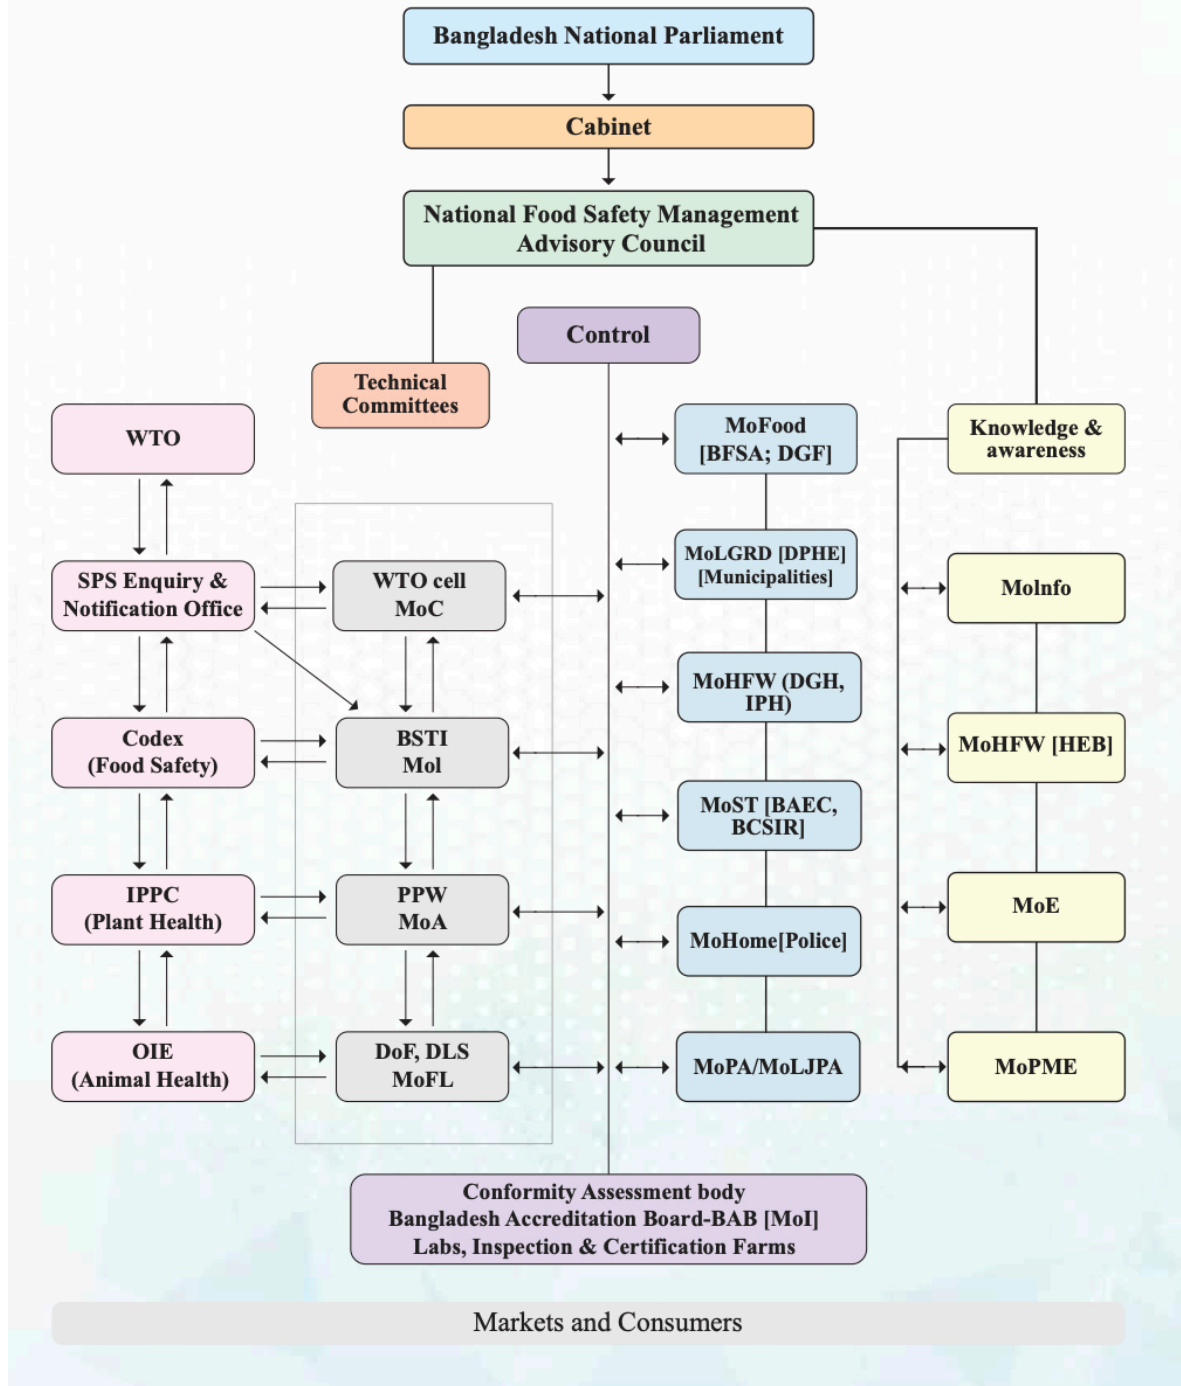 Bangladesh National Parliament
Cabinet
National Food Safety Management
Advisory Council
Control
Technical
Committees
WTO
SPS Enquiry &
Notification Office
Codex
(Food Safety)
IPPC
(Plant Health)
OIE
(Animal Health)
WTO cell
MoC
BSTI
Mol
PPW
MoA
DoF, DLS
MoFL
MoFood
[BFSA; DGF]
MoLGRD [DPHE]
[Municipalities]
MoHFW (DGH,
IPH)
MoST [BAEC,
BCSIR]
MoHome[Police]
MoPA/MoLJPA
Knowledge &
awareness
Molnfo
MoHFW [HEB]
MoE
MoPME
Conformity Assessment body
Bangladesh Accreditation Board-BAB [MoI]
Labs, Inspection & Certification Farms
Markets and Consumers